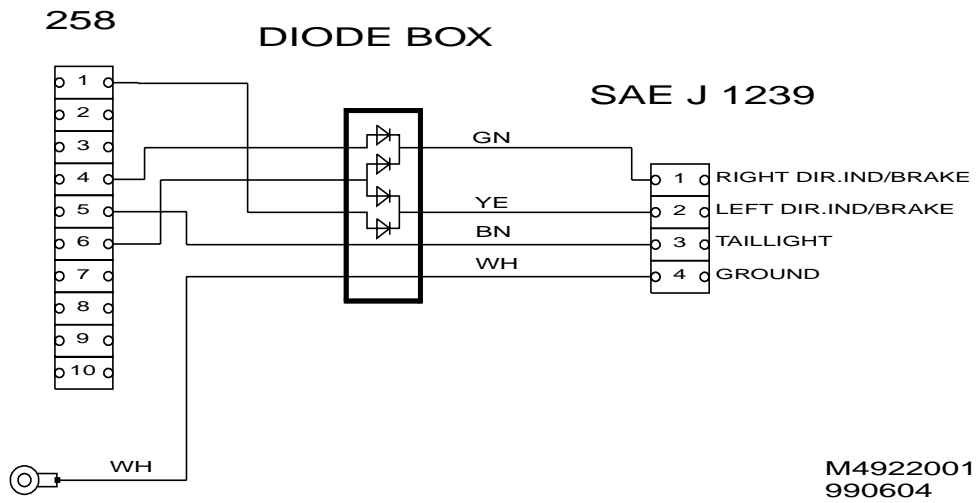 258
DIODE BOX
SAE J 1239
1
2
3
4
5
6
7
8
9
10
GN
YE
BN
WH
1 RIGHT DIR.IND/BRAKE
2 LEFT DIR.IND/BRAKE
3 TAILLIGHT
4 GROUND
WH
M4922001
990604